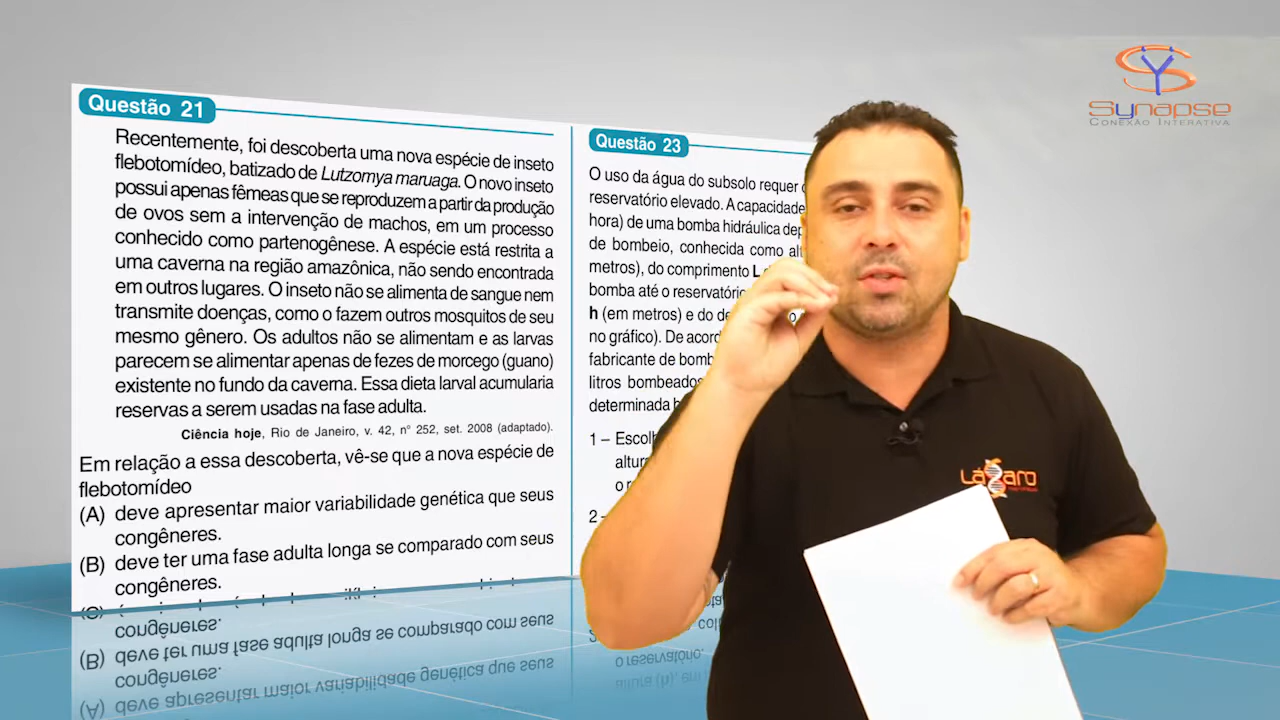 Questão 21
Recentemente, foi descoberta uma nova espécie de inseto
flebotomídeo, batizado de Lutzomya maruaga. O novo inseto
possui apenas fêmeas que se reproduzem a partir da produção
de ovos sem a intervenção de machos, em um processo
conhecido como partenogênese. A espécie está restrita a
uma caverna na região amazônica, não sendo encontrada
em outros lugares. O inseto não se alimenta de sangue nem
transmite doenças, como o fazem outros mosquitos de seu
mesmo gênero. Os adultos não se alimentam e as larvas
parecem se alimentar apenas de fezes de morcego (guano)
existente no fundo da caverna. Essa dieta larval acumularia
reservas a serem usadas na fase adulta.
Ciência hoje, Rio de Janeiro, v. 42, n° 252, set. 2008 (adaptado).
Em relação a essa descoberta, vê-se que a nova espécie de
flebotomídeo
(A) deve apresentar maior variabilidade genética que seus
congêneres.
(B) deve ter uma fase adulta longa se comparado com seus
congêneres.
Questão 23
O uso da água do subsolo requer
reservatório elevado. A capacidade
hora) de uma bomba hidráulica
de bombeio, conhecida como
metros), do comprimento L
bomba até o reservatório
h (em metros) e do
no gráfico). De
fabricante de
litros bombeados
determinada
1 –
2 –
SY
Synapse
Conexão Interativa
Lázaro